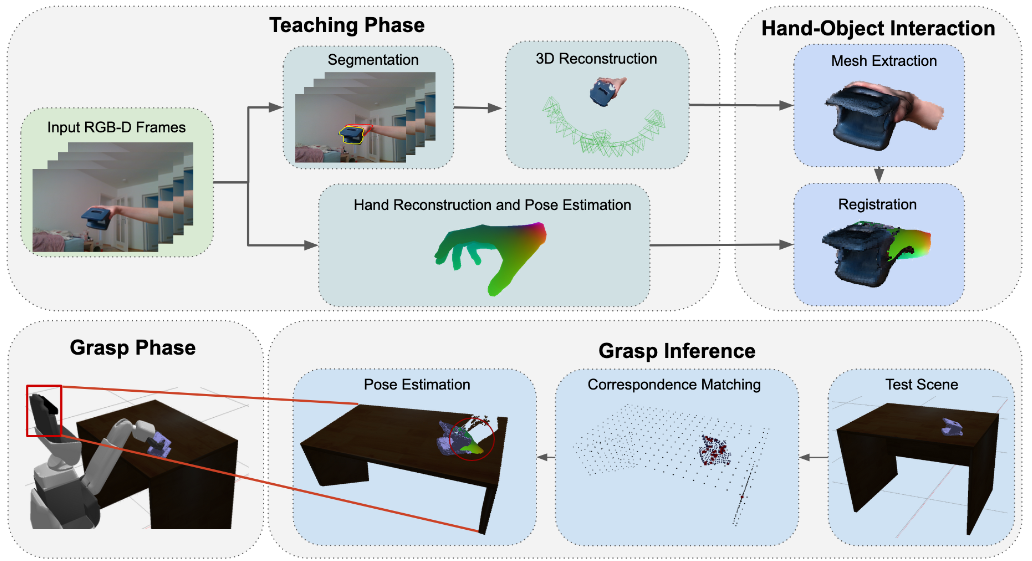 Teaching Phase
Hand-Object Interaction
Segmentation
3D Reconstruction
Mesh Extraction
Input RGB-D Frames
Hand Reconstruction and Pose Estimation
Registration
Grasp Phase
Grasp Inference
Pose Estimation
Correspondence Matching
Test Scene